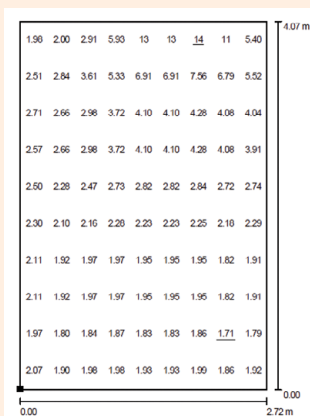 4.07 m
1.98 2.00 2.91 5.93 13 13 14 11 5.40
2.51 2.84 3.61 5.33 6.91 6.91 7.56 6.79 5.52
2.71 2.66 2.98 3.72 4.10 4.10 4.28 4.08 4.04
2.57 2.66 2.98 3.72 4.10 4.10 4.28 4.08 3.91
2.50 2.28 2.47 2.73 2.82 2.82 2.84 2.72 2.74
2.30 2.10 2.16 2.28 2.23 2.23 2.25 2.18 2.29
2.11 1.92 1.97 1.97 1.95 1.95 1.95 1.82 1.91
2.11 1.92 1.97 1.97 1.95 1.95 1.95 1.82 1.91
1.97 1.80 1.84 1.87 1.83 1.83 1.86 1.71 1.79
2.07 1.90 1.98 1.98 1.93 1.93 1.99 1.86 1.92
0.00
0.00 2.72 m